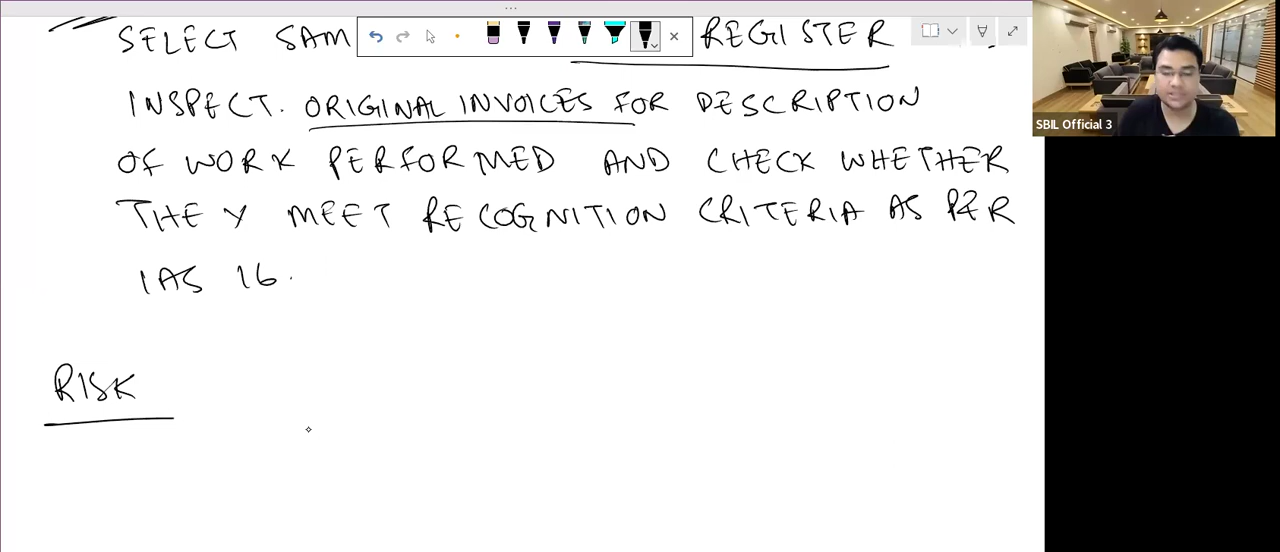 SELECT SAM REGISTER
INSPECT. ORIGINAL INVOICES FOR DESCRIPTION
OF WORK PERFORMED AND CHECK WHETHER
THEY MEET RECOGNITION CRITERIA AS PER
IAS 16.
RISK
SBIL Official 3